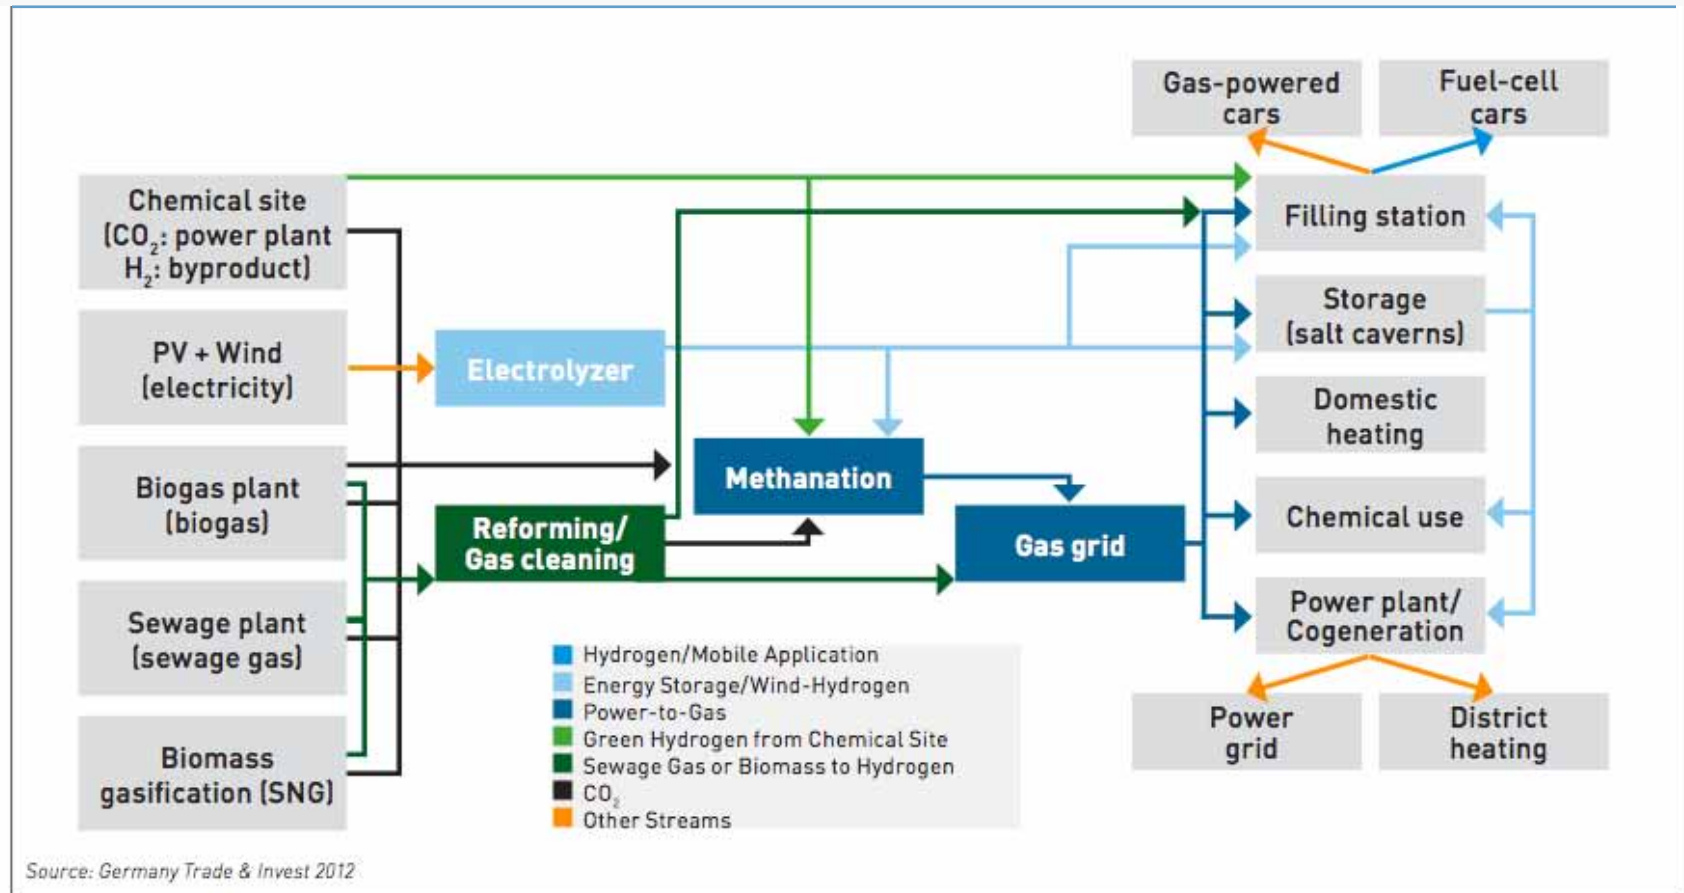 Gas-powered
cars
Fuel-cell
cars
Chemical site
(CO₂: power plant
H₂: byproduct)
Filling station
PV + Wind
(electricity)
Electrolyzer
Storage
(salt caverns)
Domestic
heating
Biogas plant
(biogas)
Methanation
Reforming/
Gas cleaning
Gas grid
Chemical use
Sewage plant
(sewage gas)
Power plant/
Cogeneration
Biomass
gasification (SNG)
Hydrogen/Mobile Application
Energy Storage/Wind-Hydrogen
Power-to-Gas
Green Hydrogen from Chemical Site
Sewage Gas or Biomass to Hydrogen
CO₂
Other Streams
Power
grid
District
heating
Source: Germany Trade & Invest 2012